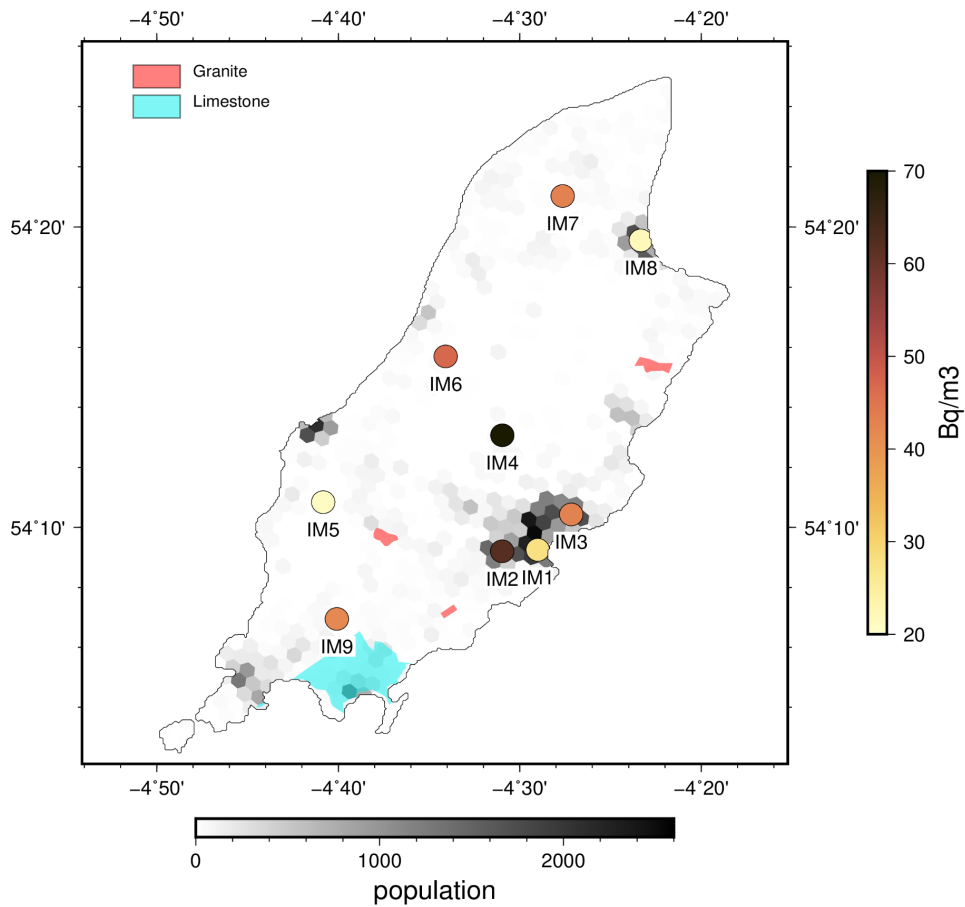 −4˚50' −4˚40' −4˚30' −4˚20'
Granite
Limestone
70
IM7
54˚20' 54˚20'
IM8
60
50
IM6
Bq/m3
IM4
40
IM5
54˚10' 54˚10'
IM3
30
IM2 IM1
IM9
20
−4˚50' −4˚40' −4˚30' −4˚20'
0 1000 2000
population